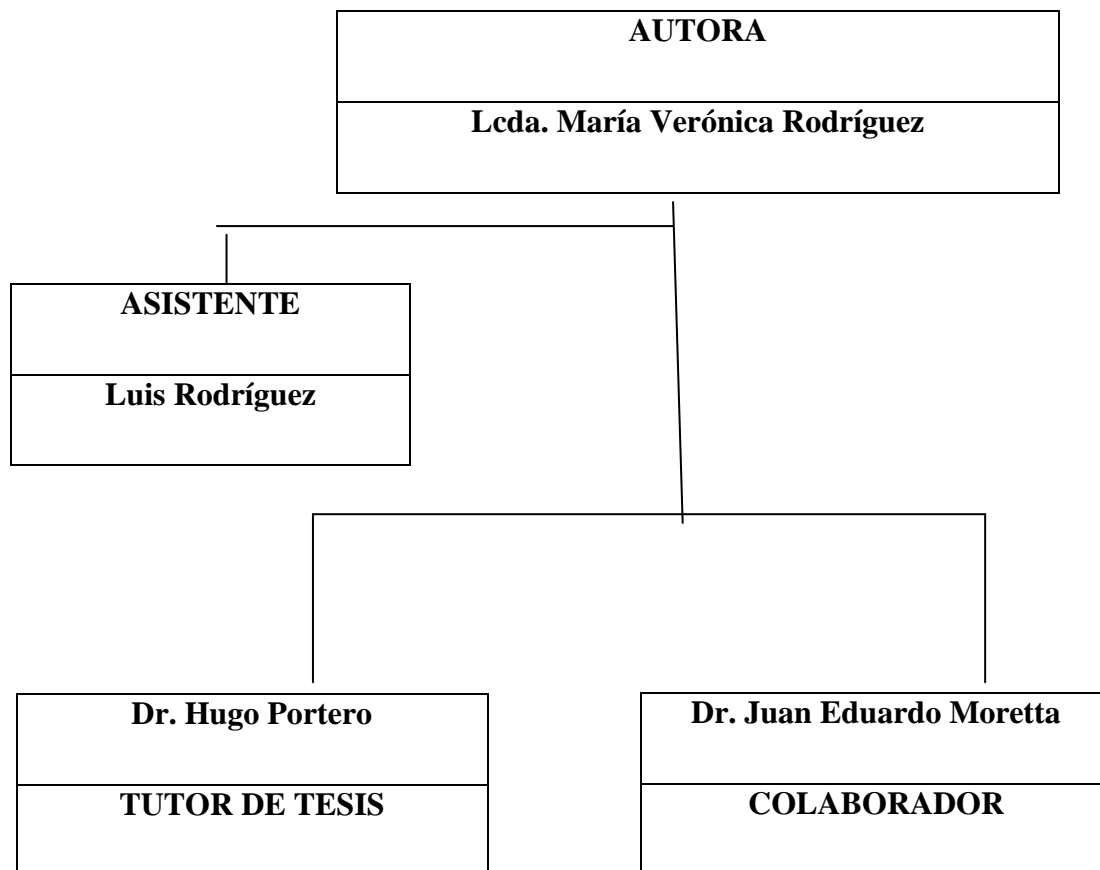 AUTORA
Lcda. María Verónica Rodríguez
ASISTENTE
Luis Rodríguez
Dr. Hugo Portero
TUTOR DE TESIS
Dr. Juan Eduardo Moretta
COLABORADOR